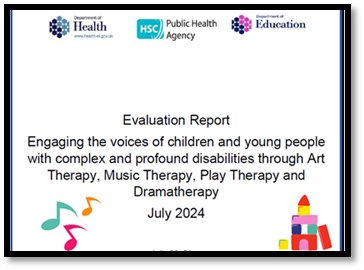 Department of
Health
www.health-ni.gov.uk
HSC
Public Health
Agency
Department of
Education
Evaluation Report
Engaging the voices of children and young people
with complex and profound disabilities through Art
Therapy, Music Therapy, Play Therapy and
Dramatherapy
July 2024